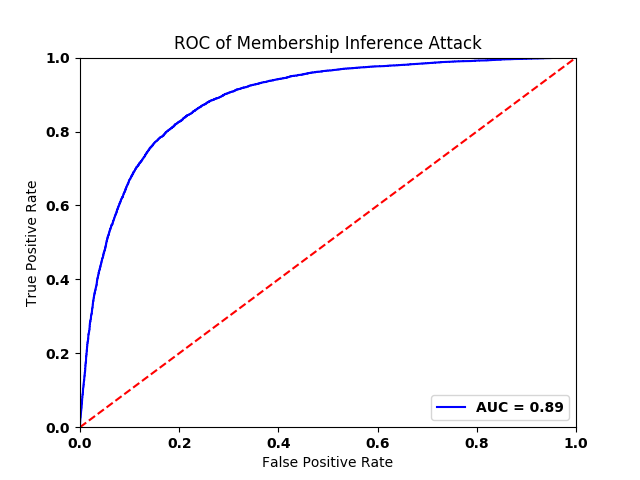 ROC of Membership Inference Attack
True Positive Rate
1.0
0.8
0.6
0.4
0.2
0.0
0.0 0.2 0.4 0.6 0.8 1.0
False Positive Rate
AUC = 0.89